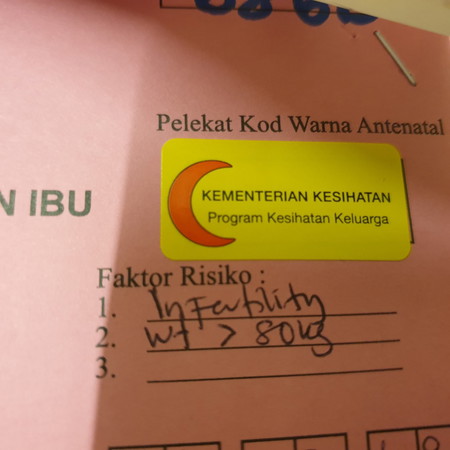 Pelekat Kod Warna Antenatal
N IBU
KEMENTERIAN KESIHATAN
Program Kesihatan Keluarga
Faktor Risiko :
1. Infertility
2. Wt > 80kg
3.